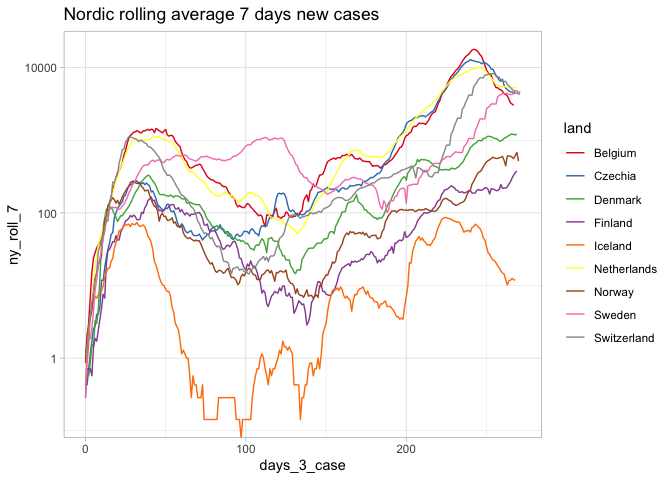 Nordic rolling average 7 days new cases
10000
100
1
ny_roll_7
0
100
200
days_3_case
land
Belgium
Czechia
Denmark
Finland
Iceland
Netherlands
Norway
Sweden
Switzerland